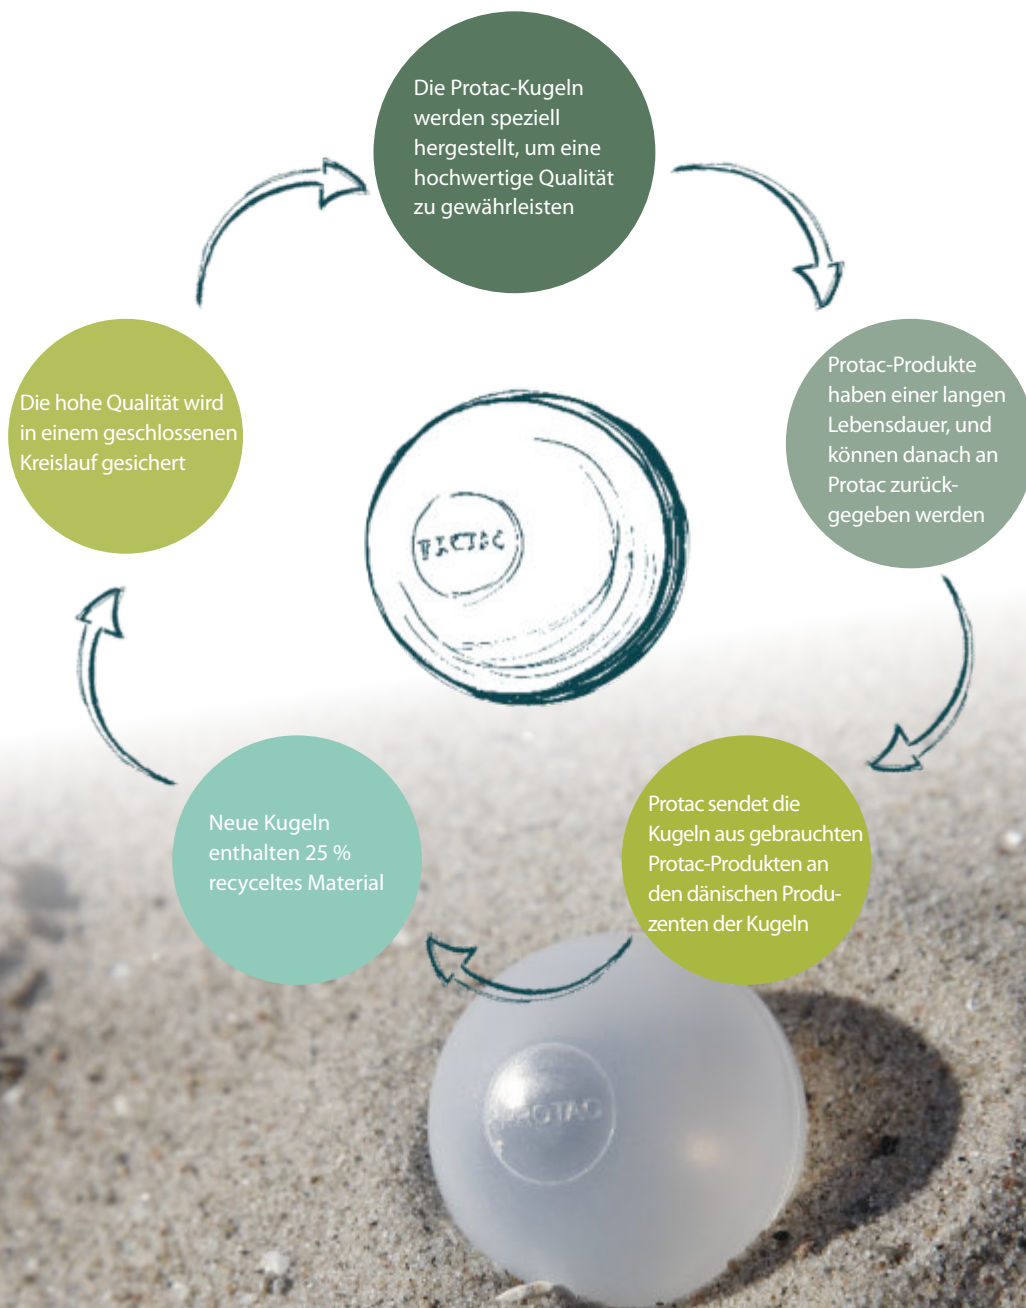 Die Protac-Kugeln
werden speziell
hergestellt, um eine
hochwertige Qualität
zu gewährleisten
Protac-Produkte
haben einer langen
Lebensdauer, und
können danach an
Protac zurück-
gegeben werden
Protac sendet die
Kugeln aus gebrauchten
Protac-Produkten an
den dänischen Produ-
zenten der Kugeln
Neue Kugeln
enthalten 25 %
recyceltes Material
Die hohe Qualität wird
in einem geschlossenen
Kreislauf gesichert
PROTAC